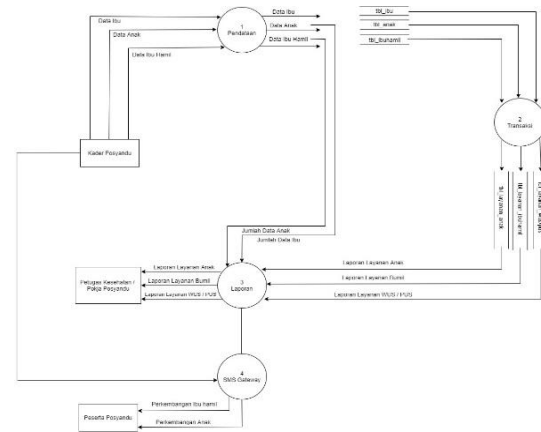 Data Ibu
Data Anak
Data Ibu Hamil
1
Pendataan
Data Ibu
Data Anak
Data Ibu Hamil
tbl_ibu
tbl_anak
tbl_ibuhamil
2
Transaksi
Kader Posyandu
tbl_layanan_anak
Jumlah Data Anak
Jumlah Data Ibu
Laporan Layanan Anak
Laporan Layanan Bumil
Laporan Layanan WUS / PUS
Petugas Kesehatan /
Pokja Posyandu
Laporan Layanan Anak
Laporan Layanan Bumil
Laporan Layanan WUS / PUS
3
Laporan
4
SMS Gateway
Perkembangan Ibu hamil
Perkembangan Anak
Peserta Posyandu